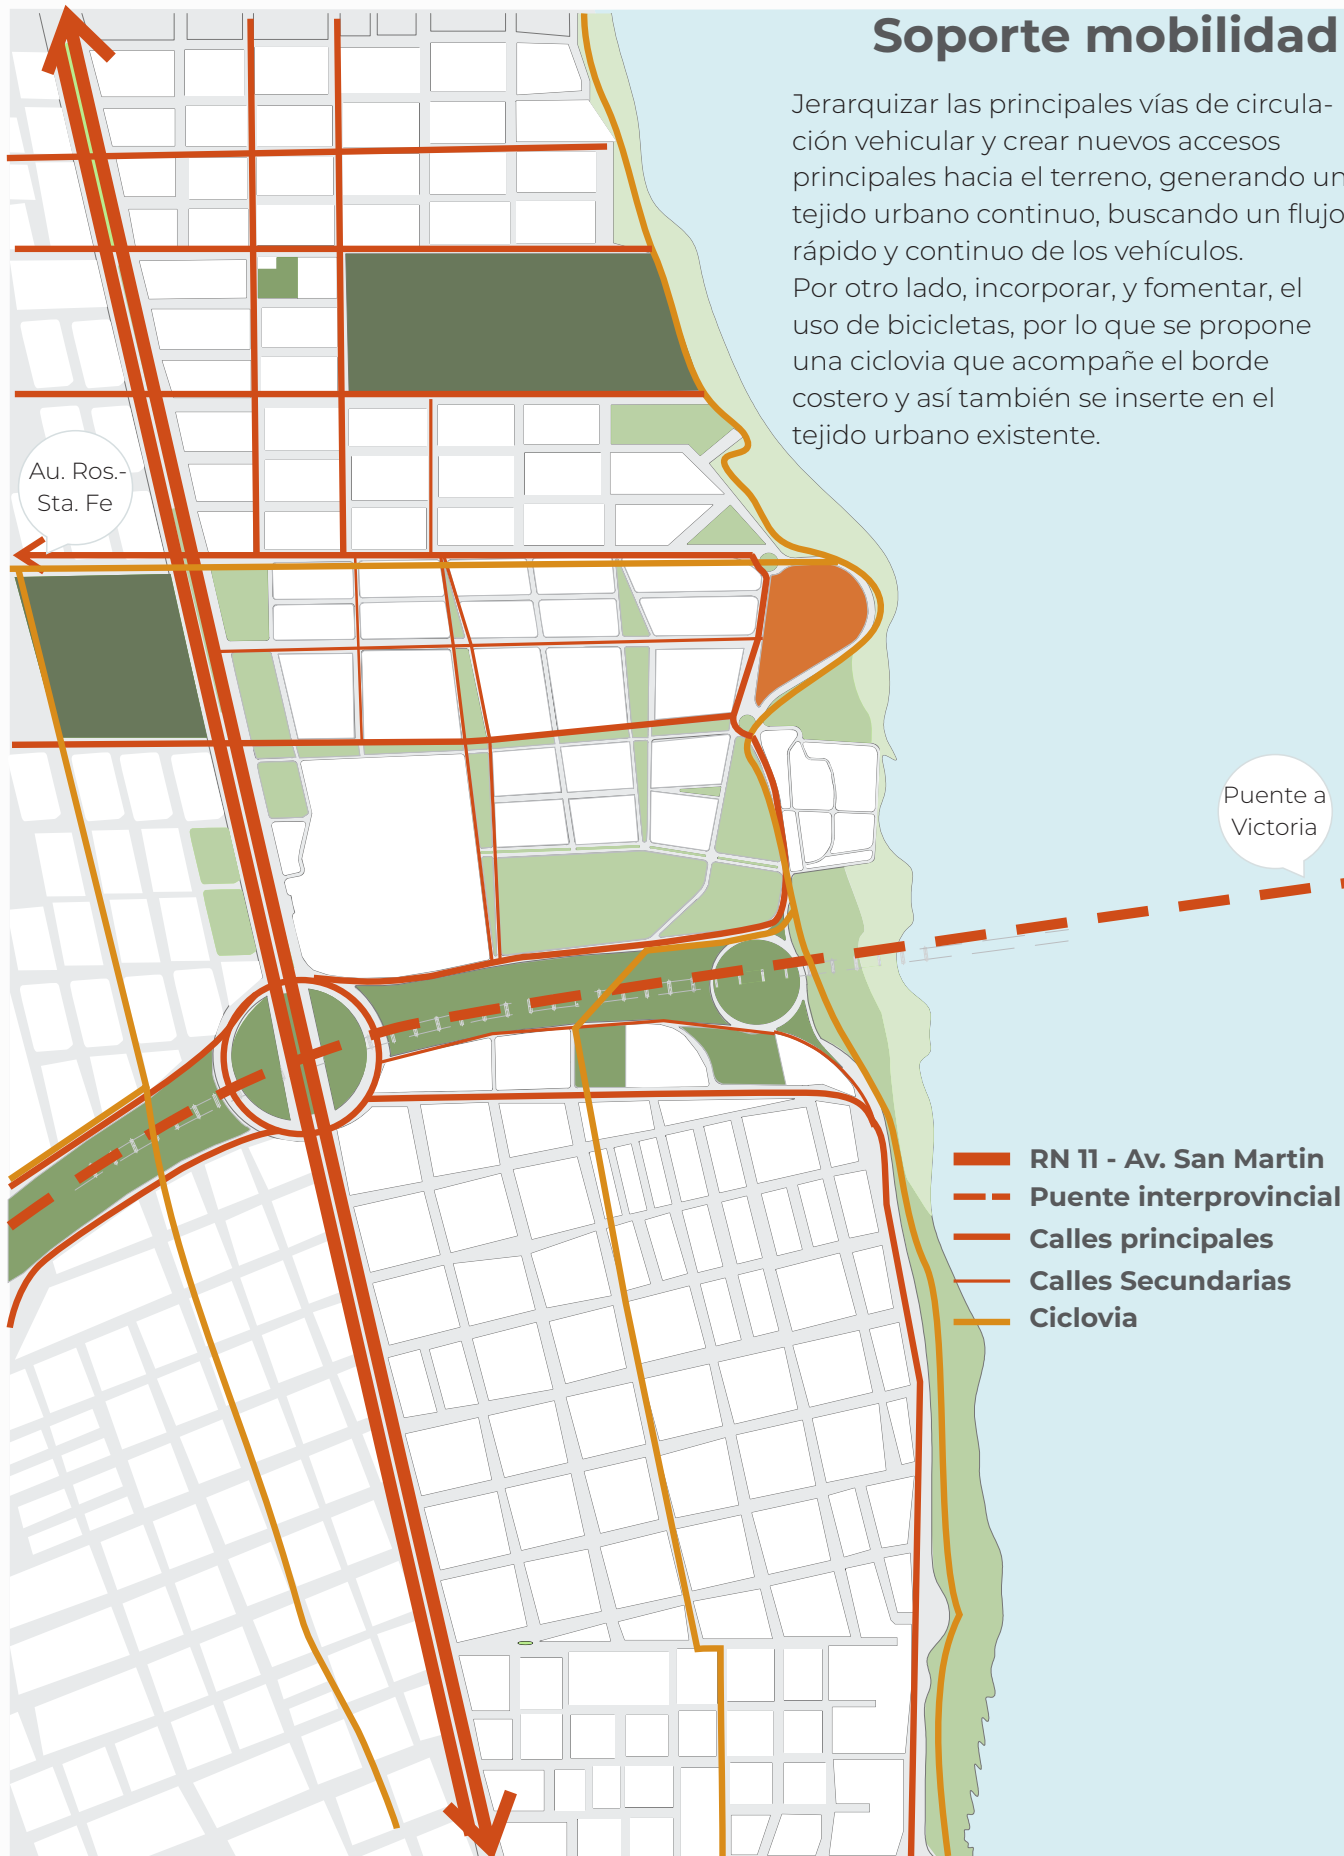 Soporte mobilidad
Jerarquizar las principales vías de circula-
ción vehicular y crear nuevos accesos
principales hacia el terreno, generando un
tejido urbano continuo, buscando un flujo
rápido y continuo de los vehículos.
Por otro lado, incorporar, y fomentar, el
uso de bicicletas, por lo que se propone
una ciclovia que acompañe el borde
costero y así también se inserte en el
tejido urbano existente.
Au. Ros.-
Sta. Fe
Puente a
Victoria
RN 11 - Av. San Martin
Puente interprovincial
Calles principales
Calles Secundarias
Ciclovia